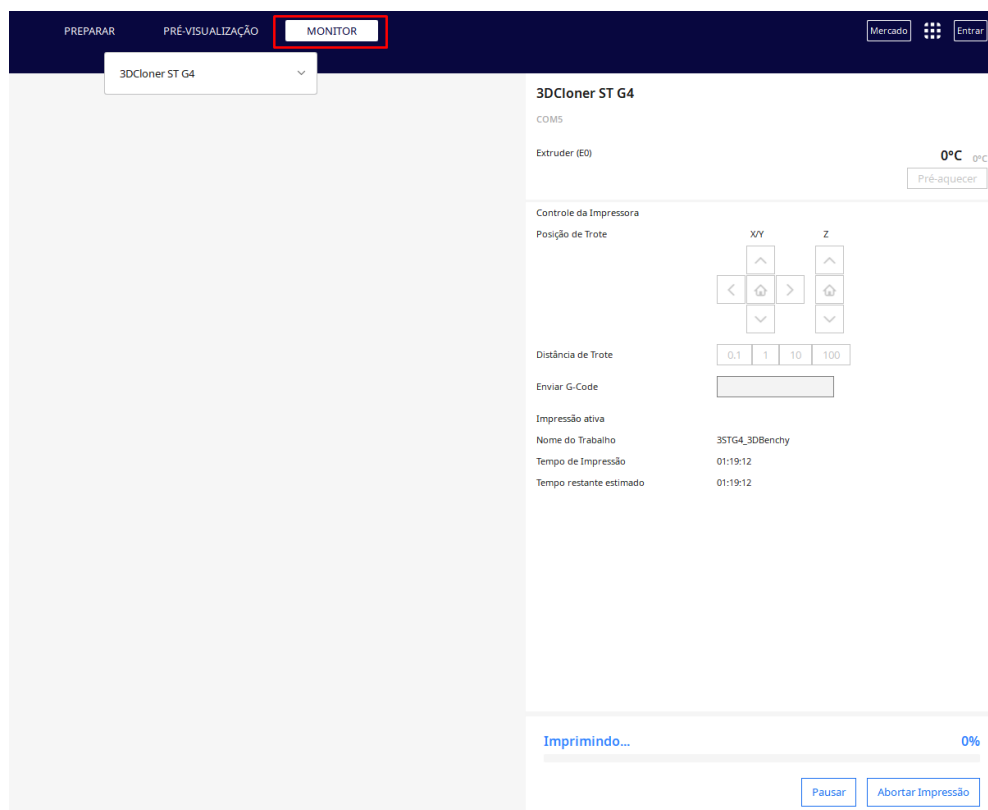 PREPARAR PRÉ-VISUALIZAÇÃO MONITOR Mercado Entrar
3DCloner ST G4
3DCloner ST G4
COM5
Extruder (E0) 0°C 0°C
Pré-aquecer
Controle da Impressora
Posição de Trote X/Y Z
Distância de Trote 0.1 1 10 100
Enviar G-Code
Impressão ativa
Nome do Trabalho 3STG4_3DBenchy
Tempo de Impressão 01:19:12
Tempo restante estimado 01:19:12
Imprimindo... 0%
Pausar Abortar Impressão